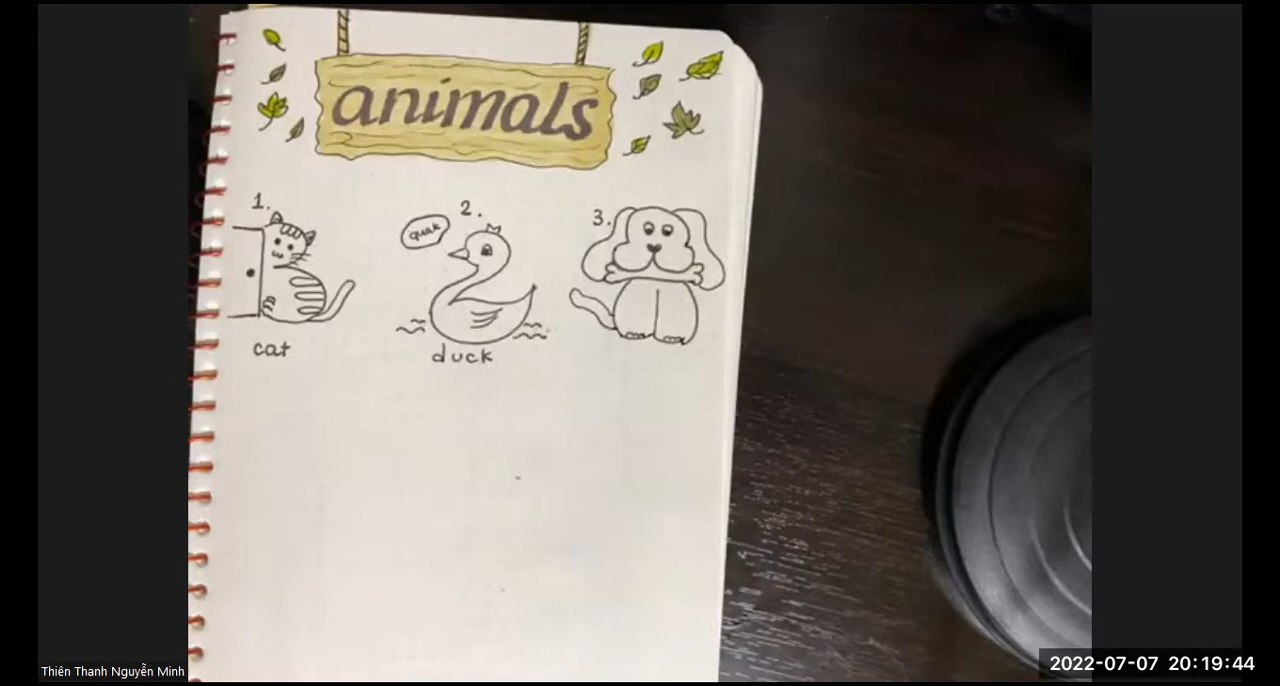 animals
1.
2.
3.
quak
cat
duck
Thiên Thanh Nguyễn Minh
2022-07-07 20:19:44